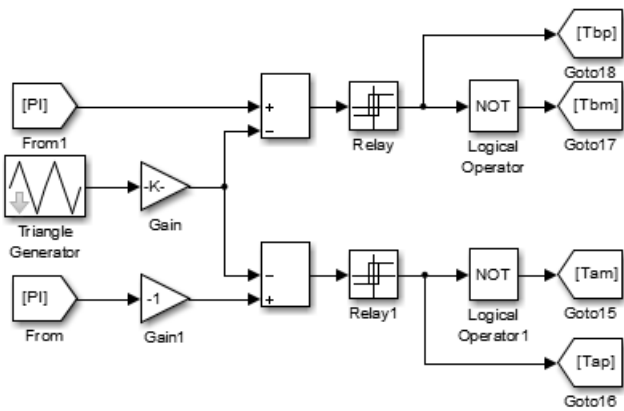 [Tbp]
Goto18
[PI]
From1
+
−
Relay
NOT
Logical
Operator
[Tbm]
Goto17
Triangle
Generator
-K-
Gain
[PI]
From
-1
Gain1
−
+
Relay1
NOT
Logical
Operator1
[Tam]
Goto15
[Tap]
Goto16